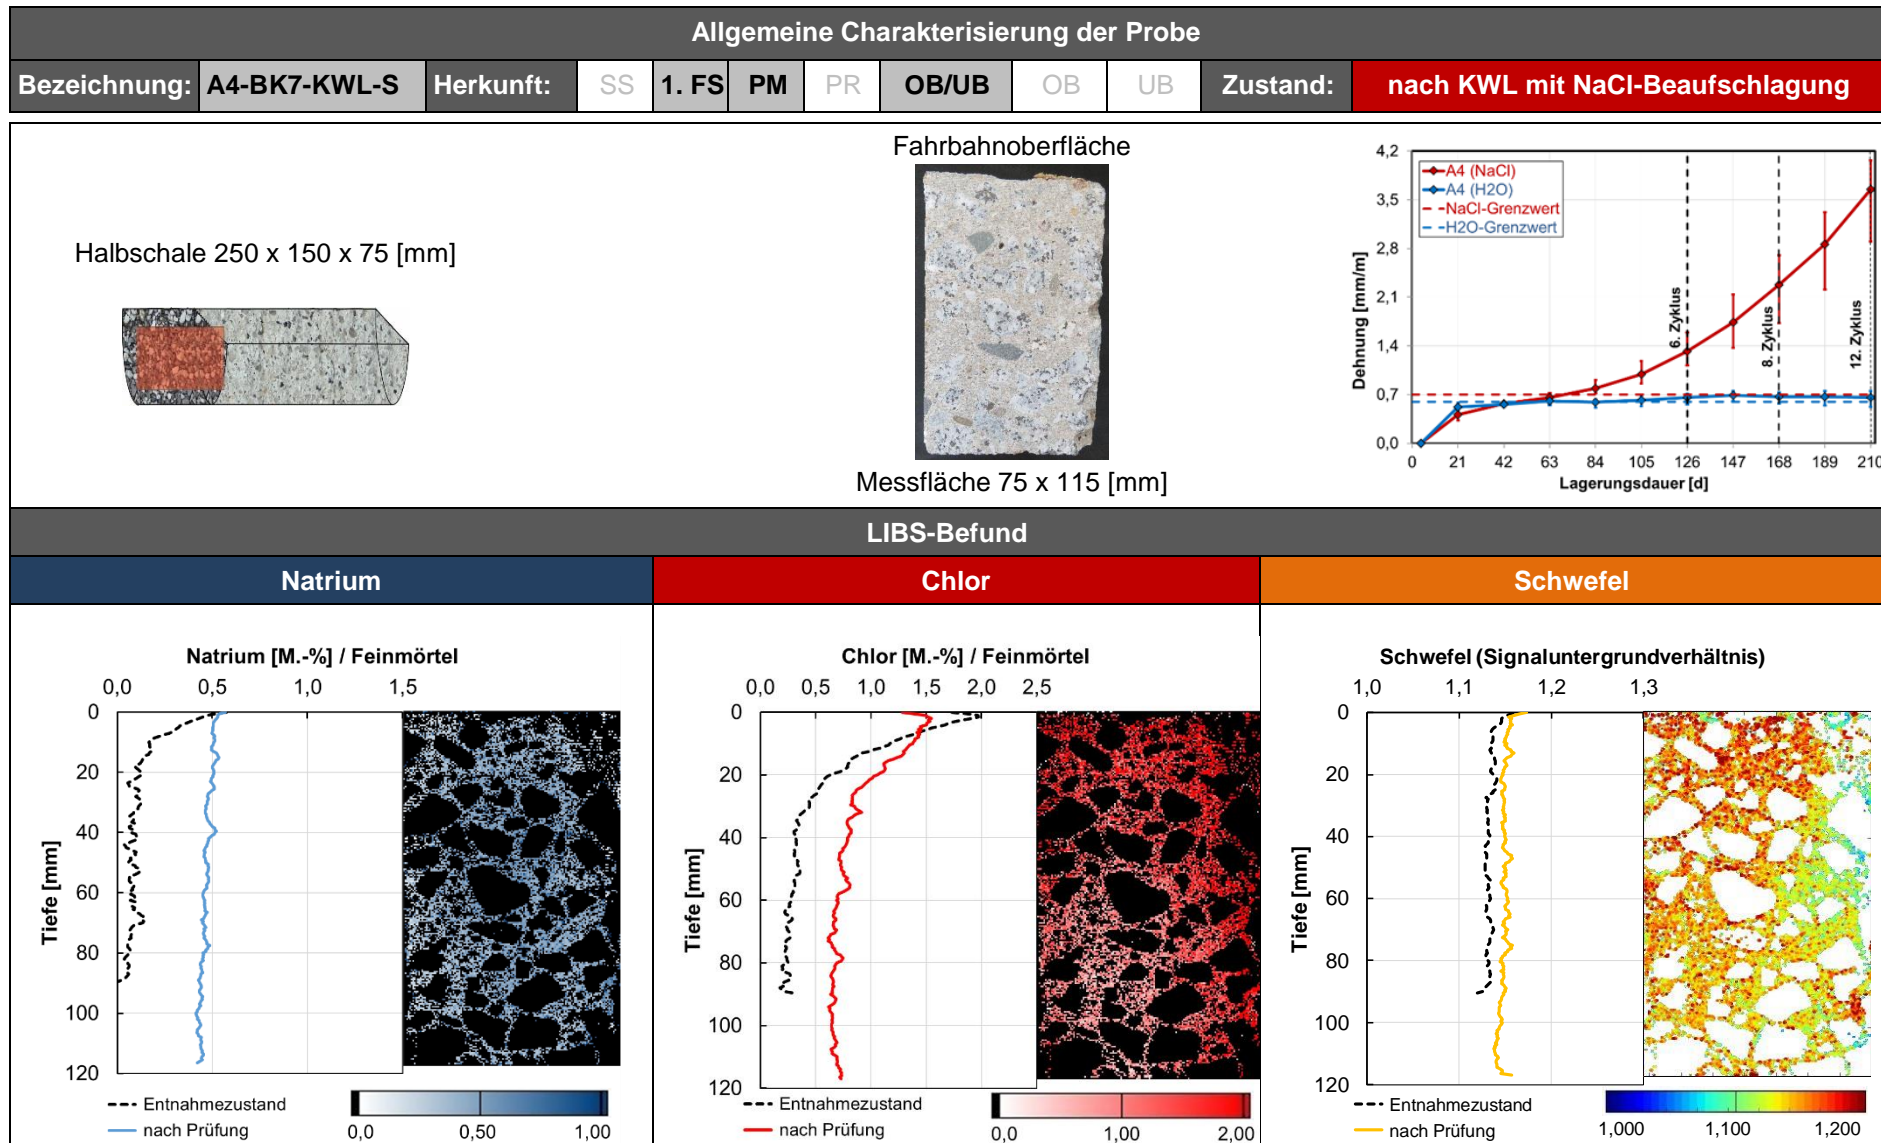 Allgemeine Charakterisierung der Probe
Bezeichnung: A4-BK7-KWL-S Herkunft: SS 1. FS PM PR OB/UB OB UB Zustand: nach KWL mit NaCl-Beaufschlagung
Halbschale 250 x 150 x 75 [mm]
Fahrbahnoberfläche
Messfläche 75 x 115 [mm]
4,2
3,5
2,8
2,1
1,4
0,7
0,0
Dehnung [mm/m]
A4 (NaCl)
A4 (H2O)
NaCl-Grenzwert
H2O-Grenzwert
6. Zyklus
8. Zyklus
12. Zyklus
0 21 42 63 84 105 126 147 168 189 210
Lagerungsdauer [d]
LIBS-Befund
Natrium Chlor Schwefel
Natrium [M.-%] / Feinmörtel
0,0 0,5 1,0 1,5
0
20
40
60
80
100
120
Tiefe [mm]
Entnahmezustand
nach Prüfung
0,0 0,50 1,00
Chlor [M.-%] / Feinmörtel
0,0 0,5 1,0 1,5 2,0 2,5
0
20
40
60
80
100
120
Tiefe [mm]
Entnahmezustand
nach Prüfung
0,0 1,00 2,00
Schwefel (Signaluntergrundverhältnis)
1,0 1,1 1,2 1,3
0
20
40
60
80
100
120
Tiefe [mm]
Entnahmezustand
nach Prüfung
1,000 1,100 1,200